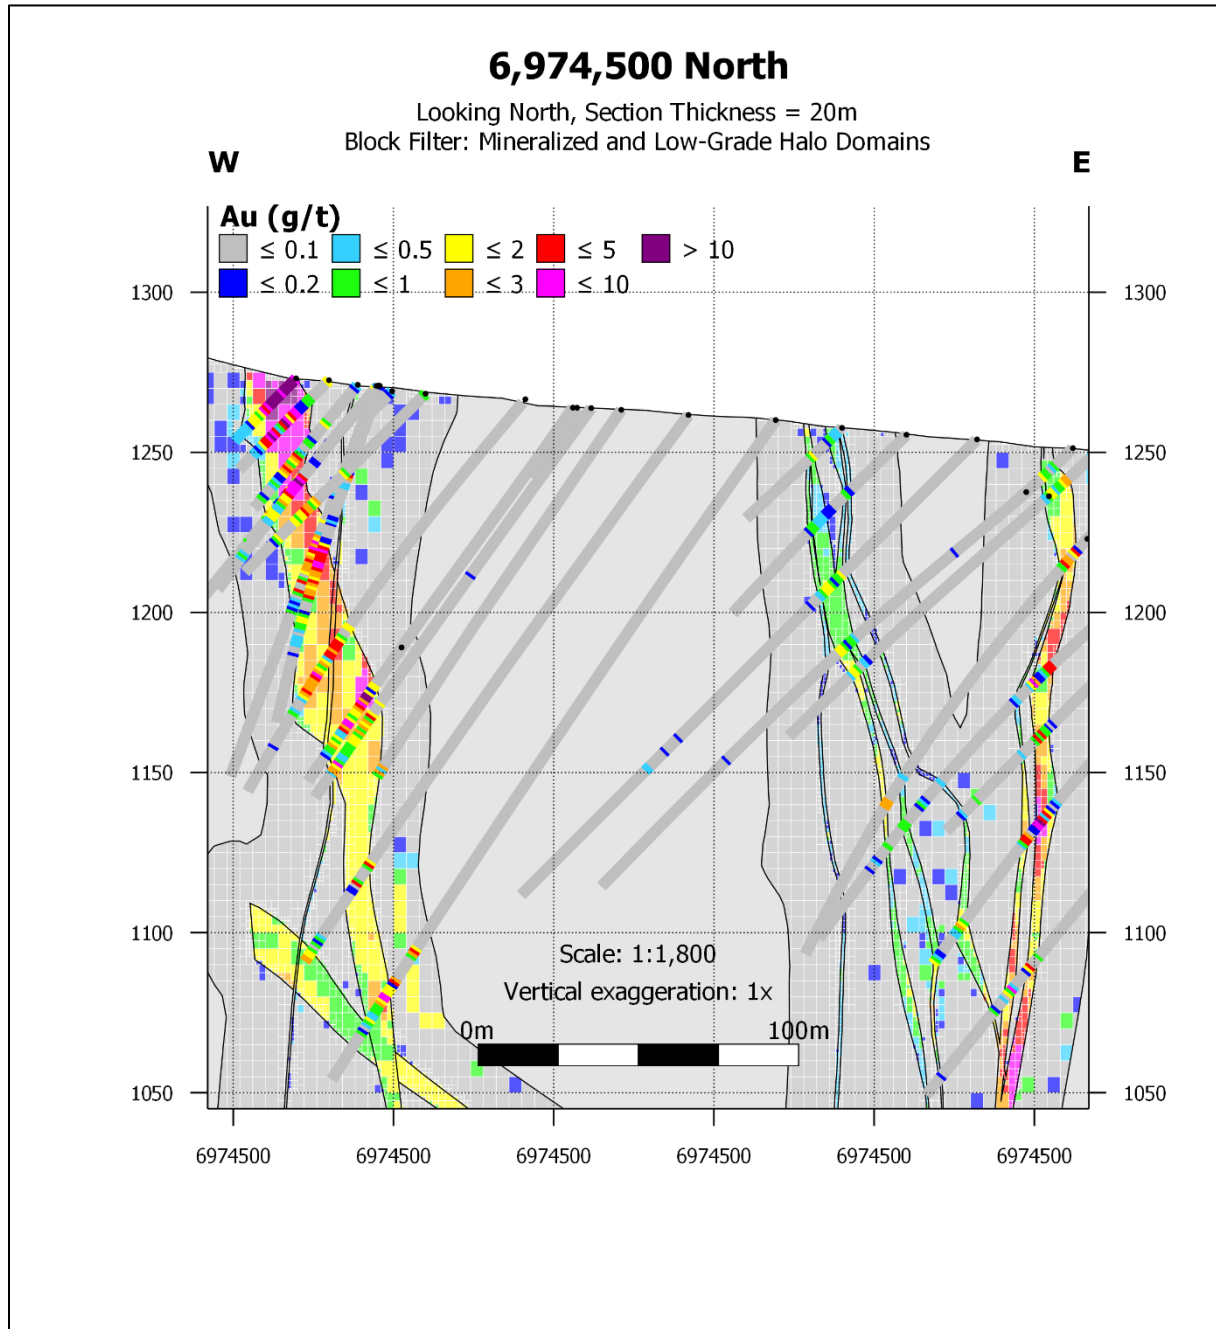 6,974,500 North
Looking North, Section Thickness = 20m
Block Filter: Mineralized and Low-Grade Halo Domains
W E
Au (g/t)
≤ 0.1 ≤ 0.5 ≤ 2 ≤ 5 > 10
≤ 0.2 ≤ 1 ≤ 3 ≤ 10
1300 1300
1250 1250
1200 1200
1150 1150
1100 1100
Scale: 1:1,800
Vertical exaggeration: 1x
0m 100m
1050 1050
6974500 6974500 6974500 6974500 6974500 6974500